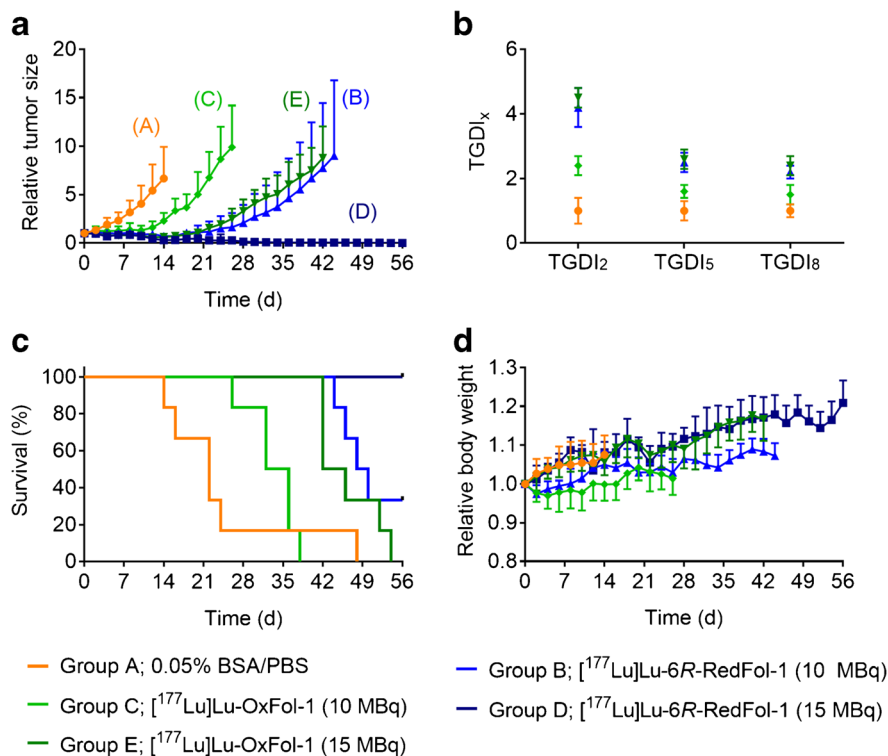 a
20
15
10
5
0
Relative tumor size
(A)
(C)
(E)
(B)
(D)
0 7 14 21 28 35 42 49 56
Time (d)
b
6
4
2
0
TGDIₓ
TGDI₂ TGDI₅ TGDI₈
c
100
80
60
40
20
0
Survival (%)
0 7 14 21 28 35 42 49 56
Time (d)
d
1.3
1.2
1.1
1.0
0.9
0.8
Relative body weight
0 7 14 21 28 35 42 49 56
Time (d)
Group A; 0.05% BSA/PBS
Group C; [¹⁷⁷Lu]Lu-OxFol-1 (10 MBq)
Group E; [¹⁷⁷Lu]Lu-OxFol-1 (15 MBq)
Group B; [¹⁷⁷Lu]Lu-6R-RedFol-1 (10 MBq)
Group D; [¹⁷⁷Lu]Lu-6R-RedFol-1 (15 MBq)